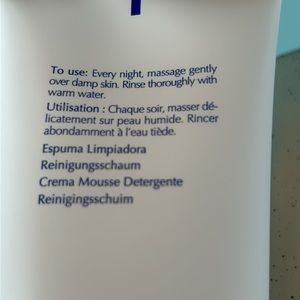 To use: Every night, massage gently
over damp skin. Rinse thoroughly with
warm water.
Utilisation : Chaque soir, masser dé-
licatement sur peau humide. Rincer
abondamment à l'eau tiède.
Espuma Limpiadora
Reinigungsschaum
Crema Mousse Detergente
Reinigingsschuim